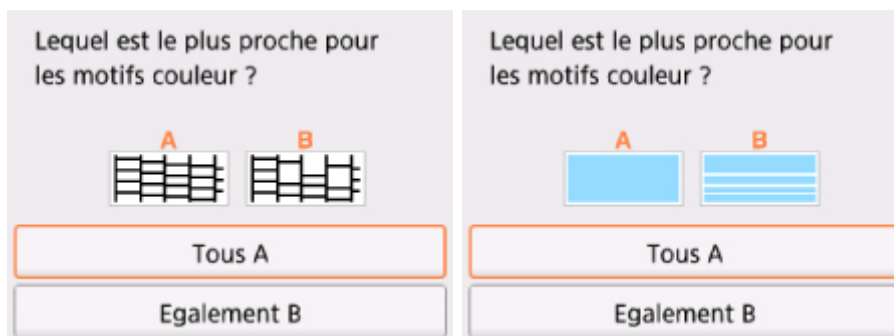 Lequel est le plus proche pour
les motifs couleur ?
A B
Tous A
Egalement B
Lequel est le plus proche pour
les motifs couleur ?
A B
Tous A
Egalement B